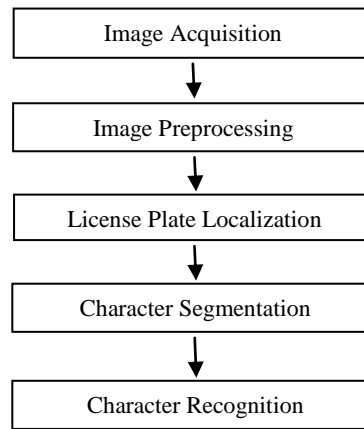 Image Acquisition
Image Preprocessing
License Plate Localization
Character Segmentation
Character Recognition